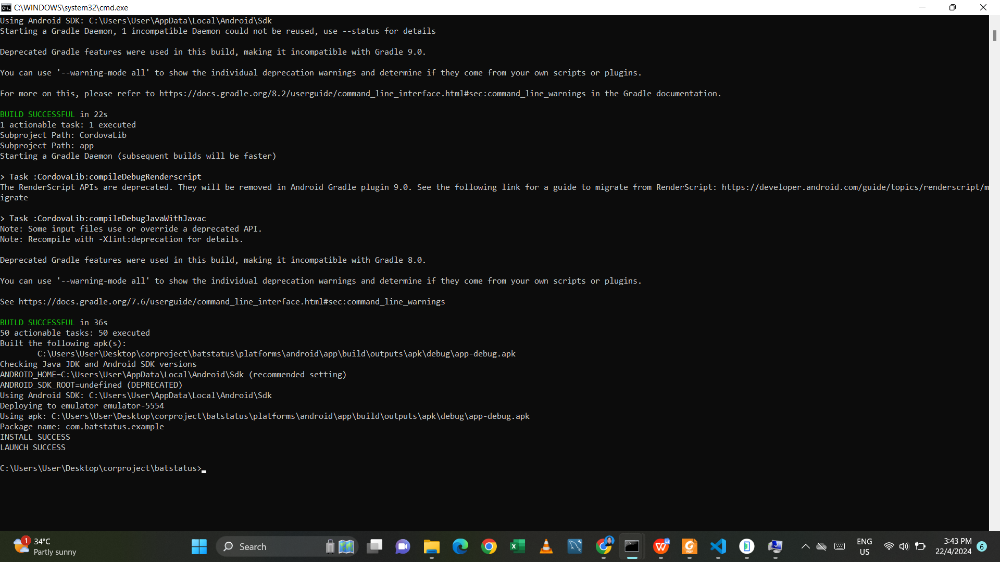 C:\WINDOWS\system32\cmd.exe
Using Android SDK: C:\Users\User\AppData\Local\Android\Sdk
Starting a Gradle Daemon, 1 incompatible Daemon could not be reused, use --status for details
Deprecated Gradle features were used in this build, making it incompatible with Gradle 9.0.
You can use '--warning-mode all' to show the individual deprecation warnings and determine if they come from your own scripts or plugins.
For more on this, please refer to https://docs.gradle.org/8.2/userguide/command_line_interface.html#sec:command_line_warnings in the Gradle documentation.
BUILD SUCCESSFUL in 22s
1 actionable task: 1 executed
Subproject Path: CordovaLib
Subproject Path: app
Starting a Gradle Daemon (subsequent builds will be faster)
> Task :CordovaLib:compileDebugRenderscript
The RenderScript APIs are deprecated. They will be removed in Android Gradle plugin 9.0. See the following link for a guide to migrate from RenderScript: https://developer.android.com/guide/topics/renderscript/m
igrate
> Task :CordovaLib:compileDebugJavaWithJavac
Note: Some input files use or override a deprecated API.
Note: Recompile with -Xlint:deprecation for details.
Deprecated Gradle features were used in this build, making it incompatible with Gradle 8.0.
You can use '--warning-mode all' to show the individual deprecation warnings and determine if they come from your own scripts or plugins.
See https://docs.gradle.org/7.6/userguide/command_line_interface.html#sec:command_line_warnings
BUILD SUCCESSFUL in 36s
50 actionable tasks: 50 executed
Built the following apk(s):
C:\Users\User\Desktop\corproject\batstatus\platforms\android\app\build\outputs\apk\debug\app-debug.apk
Checking Java JDK and Android SDK versions
ANDROID_HOME=C:\Users\User\AppData\Local\Android\Sdk (recommended setting)
ANDROID_SDK_ROOT=undefined (DEPRECATED)
Using Android SDK: C:\Users\User\AppData\Local\Android\Sdk
Deploying to emulator emulator-5554
Using apk: C:\Users\User\Desktop\corproject\batstatus\platforms\android\app\build\outputs\apk\debug\app-debug.apk
Package name: com.batstatus.example
INSTALL SUCCESS
LAUNCH SUCCESS
C:\Users\User\Desktop\corproject\batstatus>
1
34°C
Partly sunny
Search
ENG
US
3:43 PM
22/4/2024
6